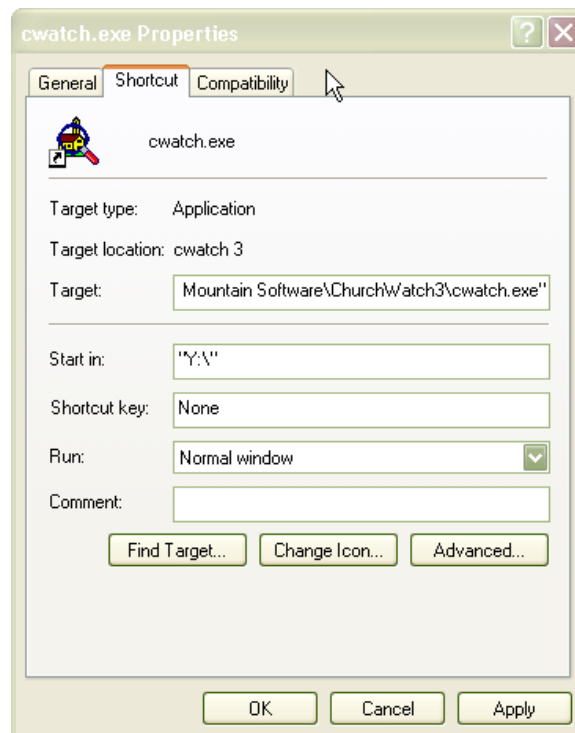 cwatch.exe Properties
General Shortcut Compatibility
cwatch.exe
Target type: Application
Target location: cwatch 3
Target: Mountain Software\ChurchWatch3\cwatch.exe"
Start in: "Y:\"
Shortcut key: None
Run: Normal window
Comment:
Find Target... Change Icon... Advanced...
OK Cancel Apply